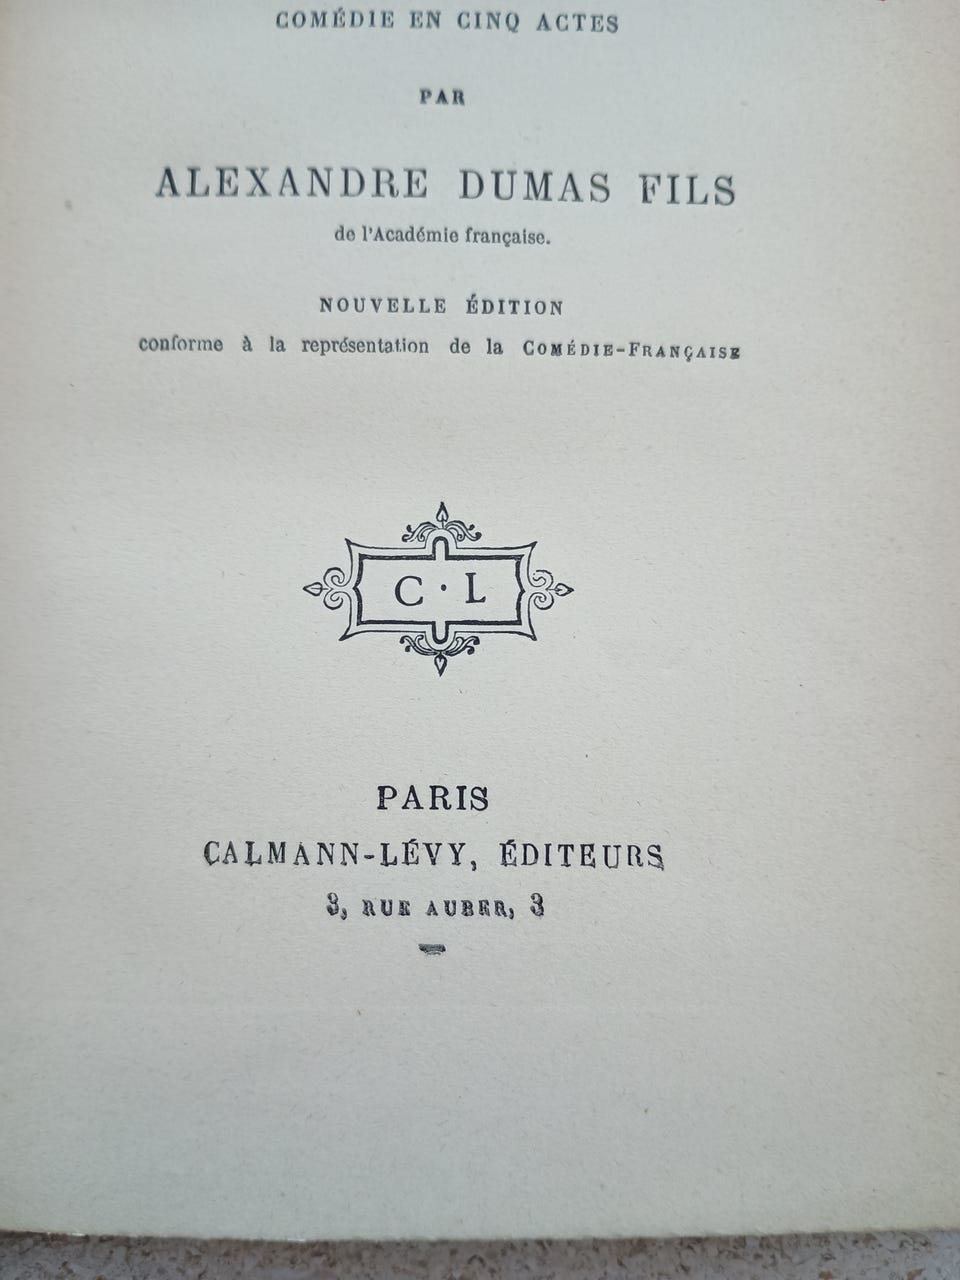 COMÉDIE EN CINQ ACTES
PAR
ALEXANDRE DUMAS FILS
de l'Académie française.
NOUVELLE ÉDITION
conforme à la représentation de la COMÉDIE-FRANÇAISE
C · L
PARIS
CALMANN-LÉVY, ÉDITEURS
3, RUE AUBER, 3